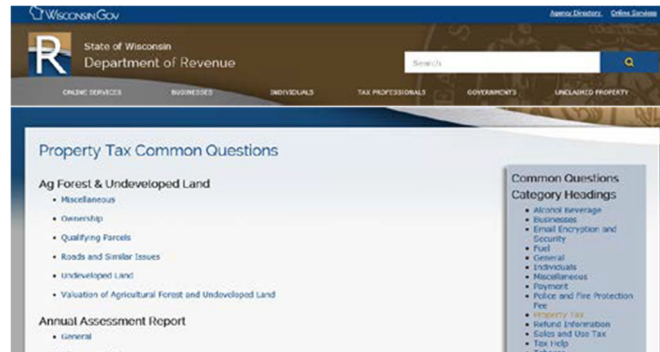 WISCONSIN.GOV
Agency Directory Online Services
R
State of Wisconsin
Department of Revenue
Search
ONLINE SERVICES BUSINESSES INDIVIDUALS TAX PROFESSIONALS GOVERNMENTS UNCLAIMED PROPERTY
Property Tax Common Questions
Ag Forest & Undeveloped Land
Miscellaneous
Ownership
Qualifying Parcels
Roads and Similar Issues
Undeveloped Land
Valuation of Agricultural Forest and Undeveloped Land
Annual Assessment Report
General
Common Questions
Category Headings
Alcohol Beverage
Businesses
Email Encryption and
Security
Fuel
General
Individuals
Miscellaneous
Payment
Police and Fire Protection
Fee
Property Tax
Refund Information
Sales and Use Tax
Tax Help